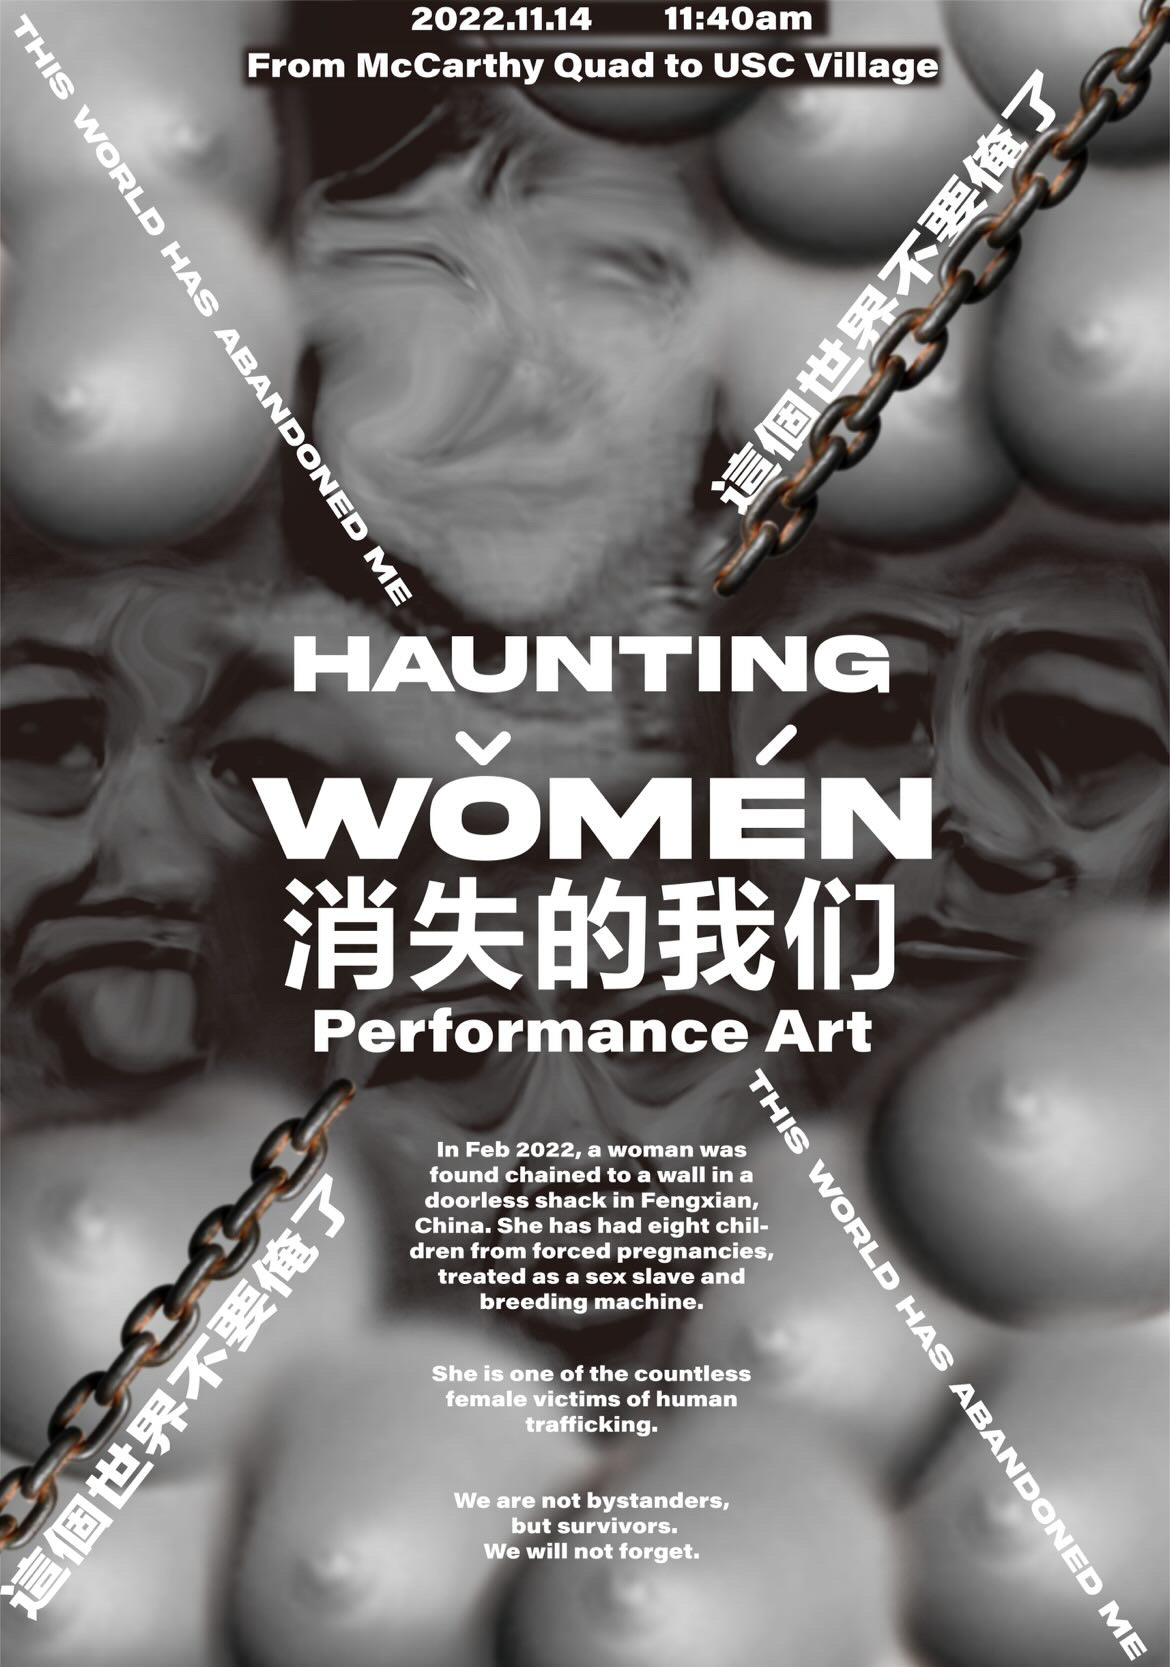 2022.11.14 11:40am
From McCarthy Quad to USC Village
THIS WORLD HAS ABANDONED ME
這個世界不要俺了
HAUNTING
WǑMÉN
消失的我们
Performance Art
這個世界不要俺了
THIS WORLD HAS ABANDONED ME
In Feb 2022, a woman was
found chained to a wall in a
doorless shack in Fengxian,
China. She has had eight chil-
dren from forced pregnancies,
treated as a sex slave and
breeding machine.
She is one of the countless
female victims of human
trafficking.
We are not bystanders,
but survivors.
We will not forget.